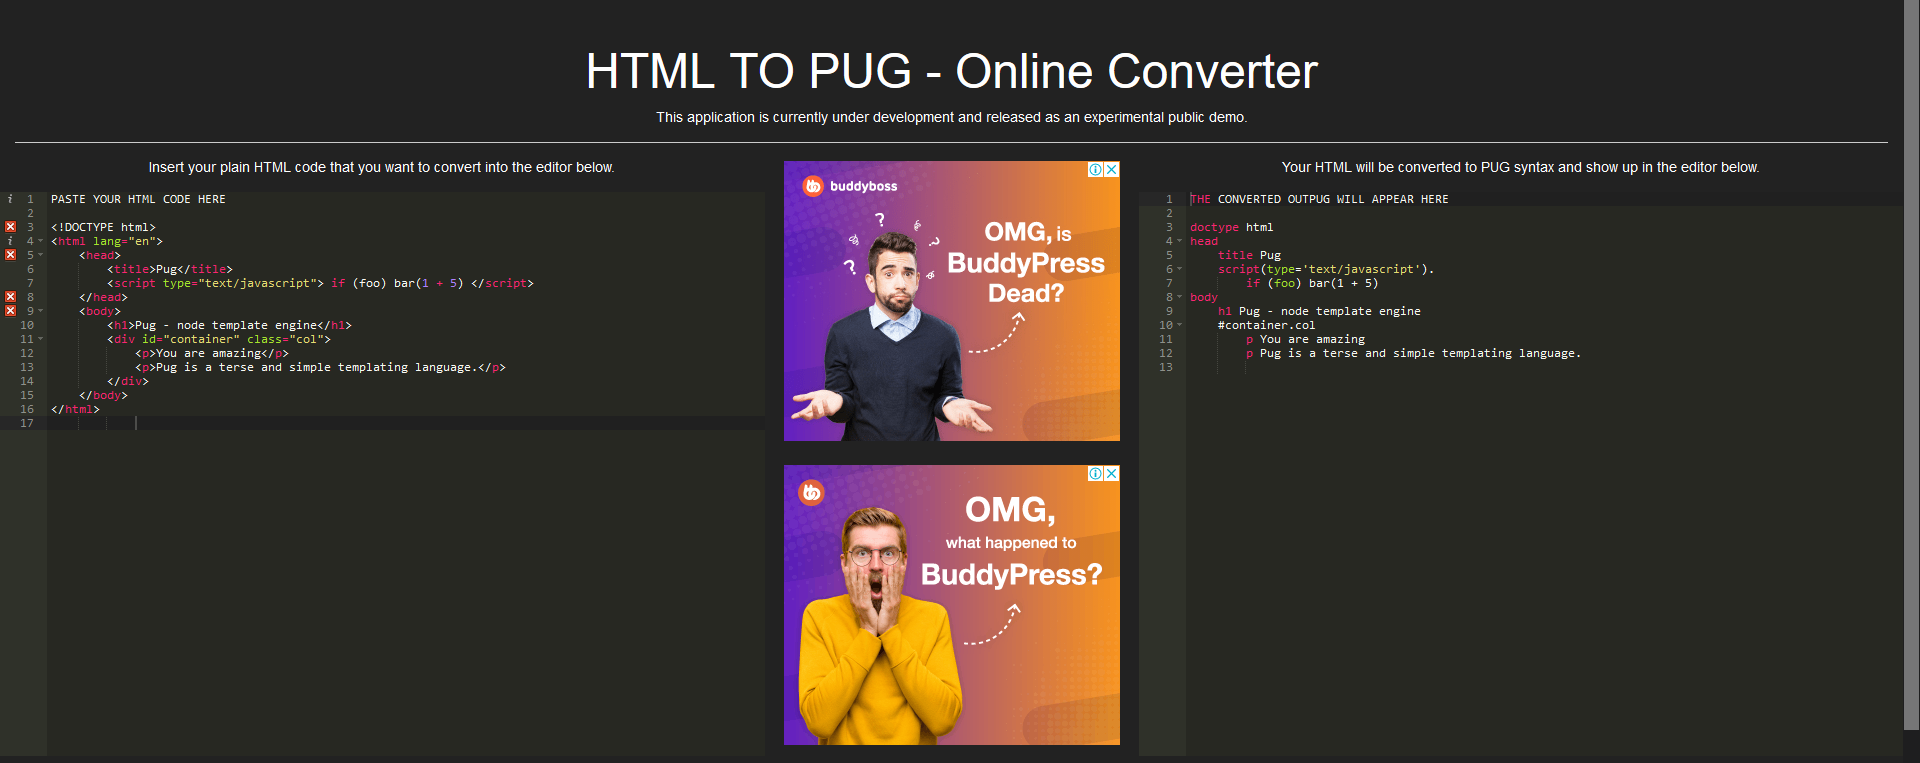 HTML TO PUG - Online Converter
This application is currently under development and released as an experimental public demo.
Insert your plain HTML code that you want to convert into the editor below.
i 1 PASTE YOUR HTML CODE HERE
2
3 <!DOCTYPE html>
i 4 <html lang="en">
5 <head>
6 <title>Pug</title>
7 <script type="text/javascript"> if (foo) bar(1 + 5) </script>
8 </head>
9 <body>
10 <h1>Pug - node template engine</h1>
11 <div id="container" class="col">
12 <p>You are amazing</p>
13 <p>Pug is a terse and simple templating language.</p>
14 </div>
15 </body>
16 </html>
17
buddyboss
OMG, is
BuddyPress
Dead?
OMG,
what happened to
BuddyPress?
Your HTML will be converted to PUG syntax and show up in the editor below.
1 THE CONVERTED OUTPUG WILL APPEAR HERE
2
3 doctype html
4 head
5 title Pug
6 script(type='text/javascript').
7 if (foo) bar(1 + 5)
8 body
9 h1 Pug - node template engine
10 #container.col
11 p You are amazing
12 p Pug is a terse and simple templating language.
13